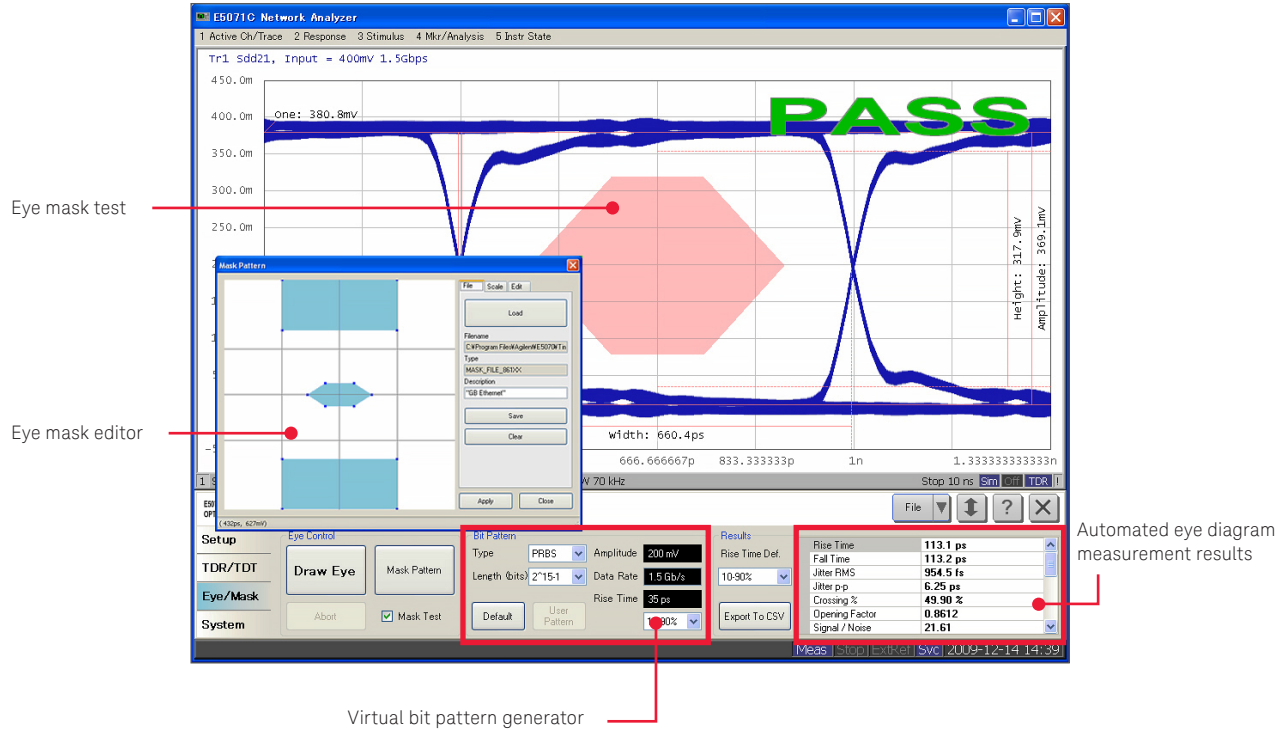 E5071C Network Analyzer
1 Active Ch/Trace 2 Response 3 Stimulus 4 Mkr/Analysis 5 Instr State
Tr1 Sdd21, Input = 400mV 1.5Gbps
450.0m
PASS
400.0m
One: 380.8mV
350.0m
300.0m
Eye mask test
250.0m
Height: 317.9mV
Amplitude: 369.1mV
Mask Pattern
File Scale Edit
Load
Filename
C:¥Program Files¥Agilent¥E5070¥Tin
Type
MASK_FILE_861XX
Description
"GB Ethernet"
Save
Clear
Apply Close
(432ps, 627mV)
Eye mask editor
Width: 660.4ps
666.666667p 833.333333p 1n 1.333333333333n
70 kHz Stop 10 ns Sim Off TDR !
File ? X
Setup
TDR/TDT
Eye/Mask
System
Eye Control
Draw Eye Mask Pattern
Abort Mask Test
Bit Pattern
Type PRBS Amplitude 200 mV
Length (bits) 2^15-1 Data Rate 1.5 Gb/s
Rise Time 35 ps
Default User Pattern
Results
Rise Time Def.
10-90%
Export To CSV
Rise Time 113.1 ps
Fall Time 113.2 ps
Jitter RMS 954.5 fs
Jitter p-p 6.25 ps
Crossing % 49.90 %
Opening Factor 0.8612
Signal / Noise 21.61
Automated eye diagram
measurement results
Meas Stop ExtRef Svc 2009-12-14 14:39
Virtual bit pattern generator